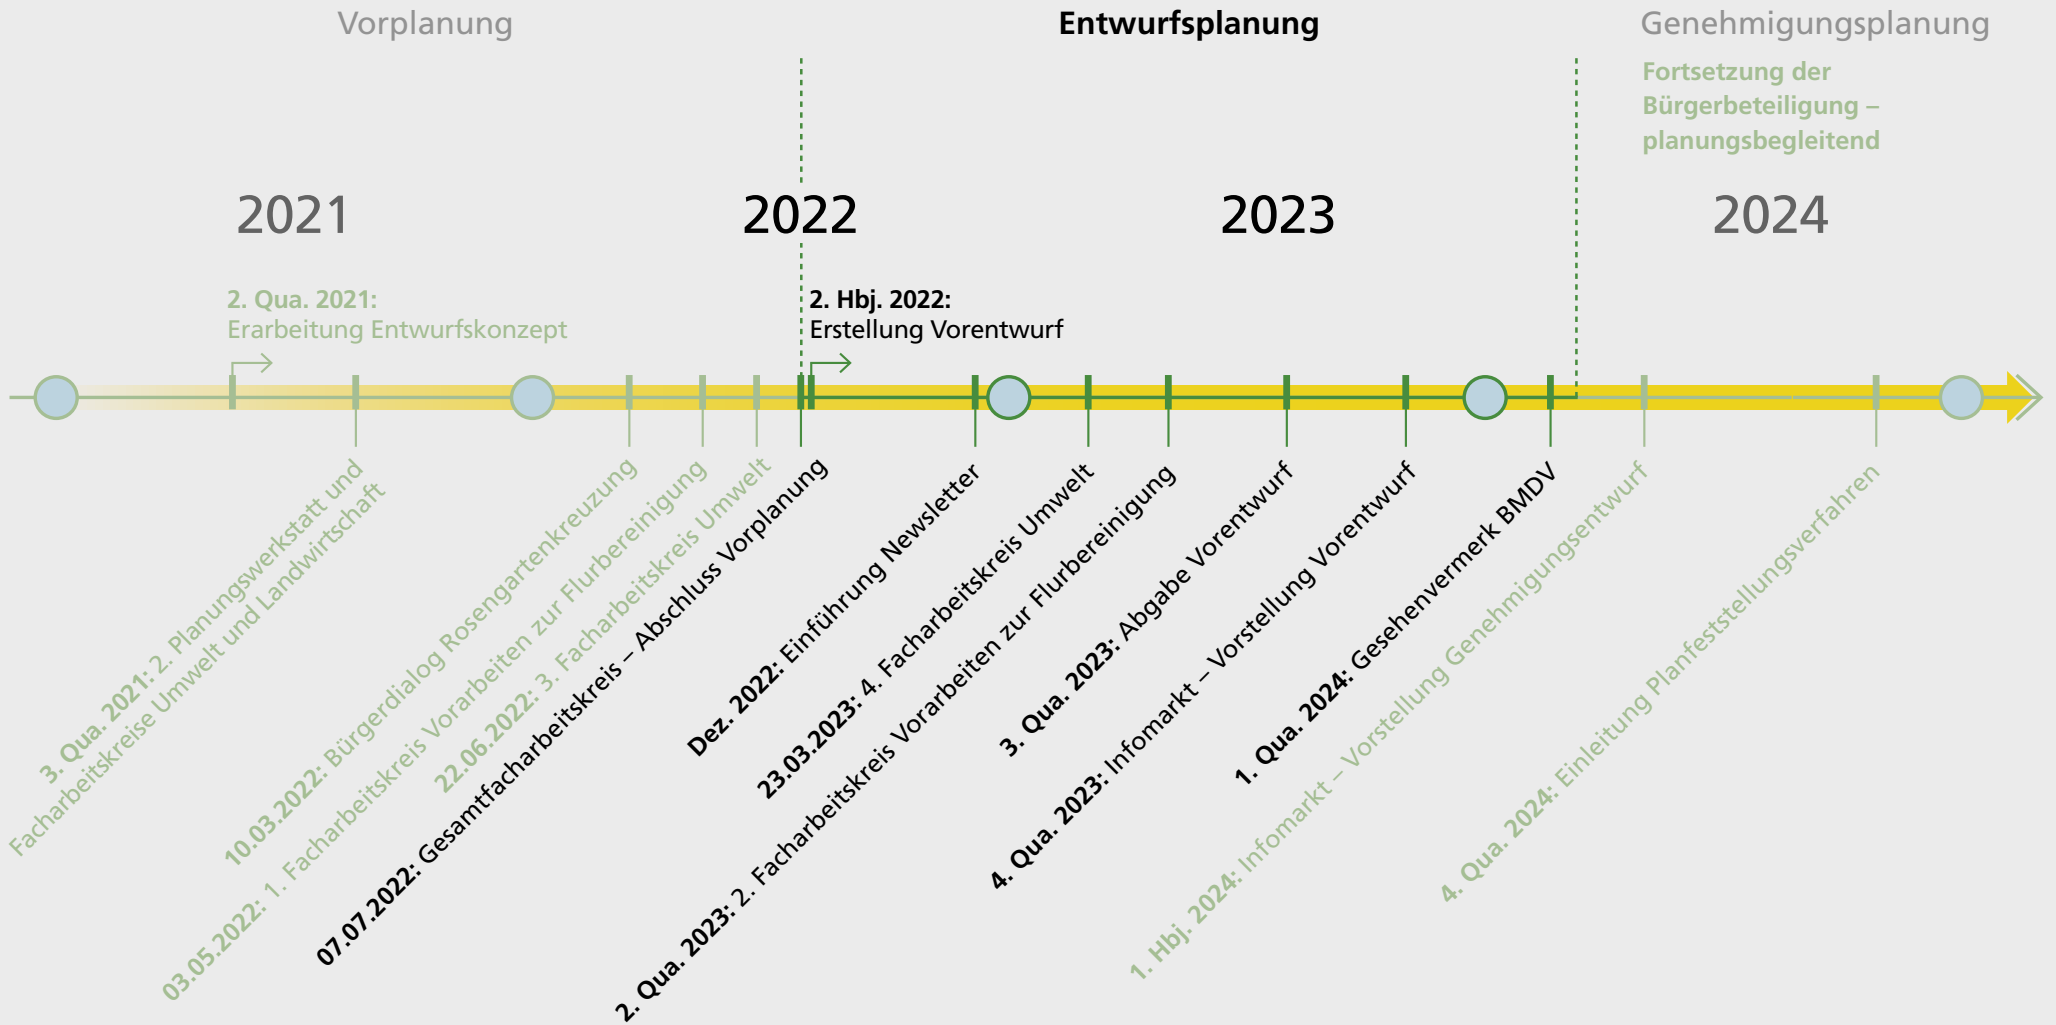 Vorplanung
Entwurfsplanung
Genehmigungsplanung
Fortsetzung der
Bürgerbeteiligung –
planungsbegleitend
2021
2022
2023
2024
2. Qua. 2021:
Erarbeitung Entwurfskonzept
2. Hbj. 2022:
Erstellung Vorentwurf
3. Qua. 2021: 2. Planungswerkstatt und
Facharbeitskreise Umwelt und Landwirtschaft
10.03.2022: Bürgerdialog Rosengartenkreuzung
03.05.2022: 1. Facharbeitskreis Vorarbeiten zur Flurbereinigung
22.06.2022: 3. Facharbeitskreis Umwelt
07.07.2022: Gesamtfacharbeitskreis – Abschluss Vorplanung
Dez. 2022: Einführung Newsletter
23.03.2023: 4. Facharbeitskreis Umwelt
2. Qua. 2023: 2. Facharbeitskreis Vorarbeiten zur Flurbereinigung
3. Qua. 2023: Abgabe Vorentwurf
4. Qua. 2023: Infomarkt – Vorstellung Vorentwurf
1. Qua. 2024: Gesehenvermerk BMDV
1. Hbj. 2024: Infomarkt – Vorstellung Genehmigungsentwurf
4. Qua. 2024: Einleitung Planfeststellungsverfahren